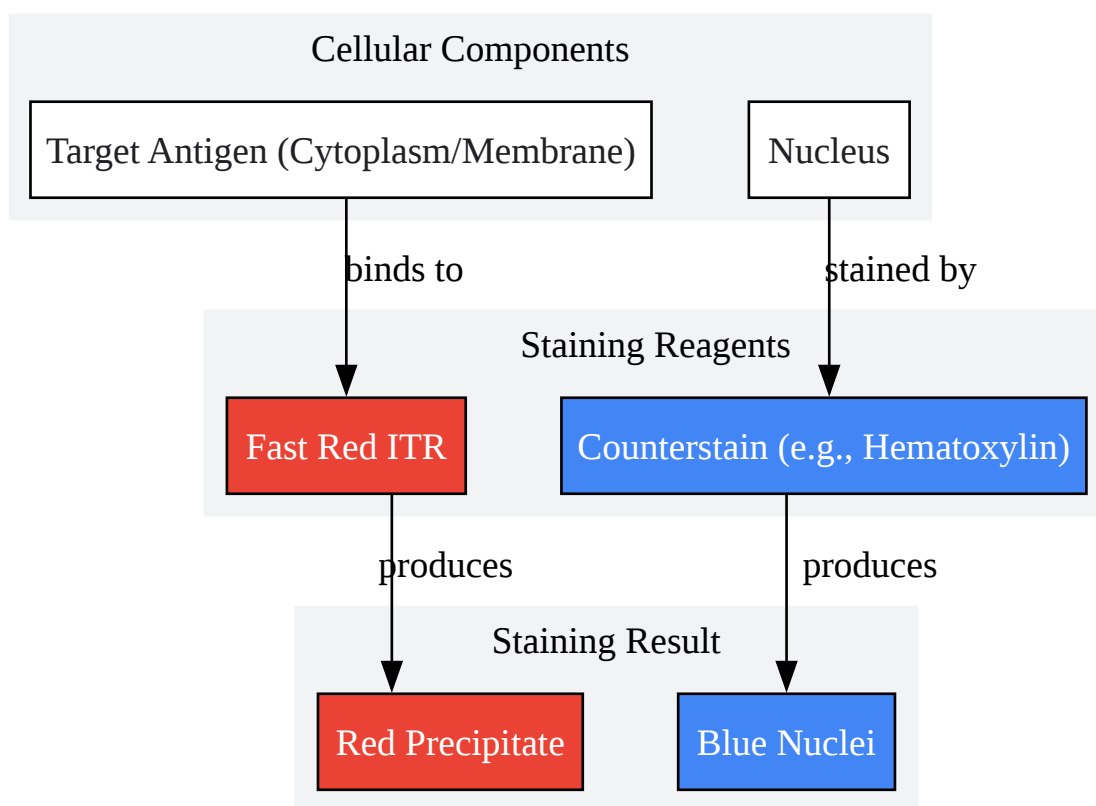 Cellular Components
Target Antigen (Cytoplasm/Membrane)
Nucleus
binds to
stained by
Staining Reagents
Fast Red ITR
Counterstain (e.g., Hematoxylin)
produces
produces
Staining Result
Red Precipitate
Blue Nuclei